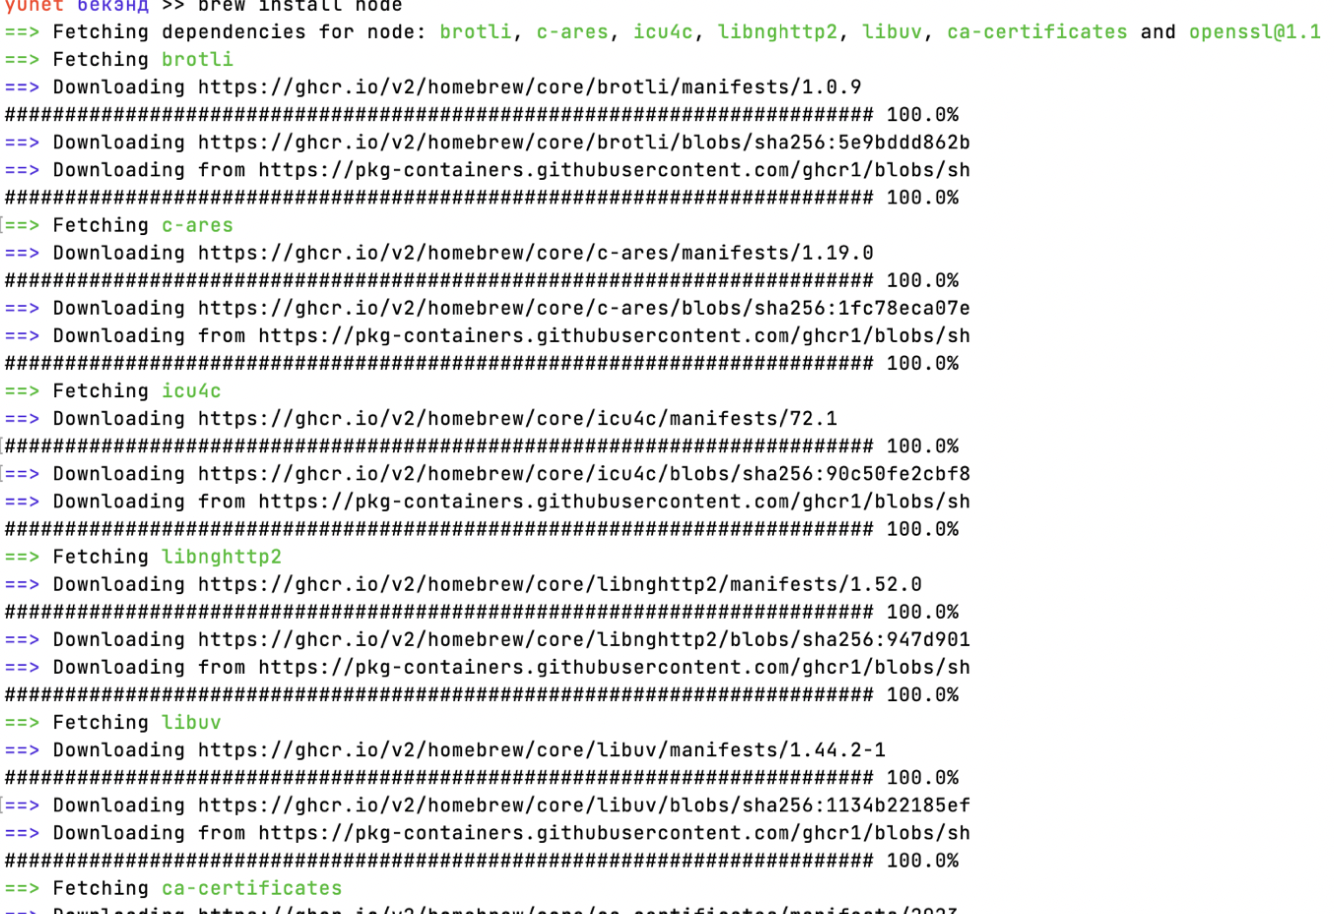 yunet бекэнд >> brew install node
==> Fetching dependencies for node: brotli, c-ares, icu4c, libnghttp2, libuv, ca-certificates and openssl@1.1
==> Fetching brotli
==> Downloading https://ghcr.io/v2/homebrew/core/brotli/manifests/1.0.9
######################################################################## 100.0%
==> Downloading https://ghcr.io/v2/homebrew/core/brotli/blobs/sha256:5e9bddd862b
==> Downloading from https://pkg-containers.githubusercontent.com/ghcr1/blobs/sh
######################################################################## 100.0%
==> Fetching c-ares
==> Downloading https://ghcr.io/v2/homebrew/core/c-ares/manifests/1.19.0
######################################################################## 100.0%
==> Downloading https://ghcr.io/v2/homebrew/core/c-ares/blobs/sha256:1fc78eca07e
==> Downloading from https://pkg-containers.githubusercontent.com/ghcr1/blobs/sh
######################################################################## 100.0%
==> Fetching icu4c
==> Downloading https://ghcr.io/v2/homebrew/core/icu4c/manifests/72.1
######################################################################## 100.0%
==> Downloading https://ghcr.io/v2/homebrew/core/icu4c/blobs/sha256:90c50fe2cbf8
==> Downloading from https://pkg-containers.githubusercontent.com/ghcr1/blobs/sh
######################################################################## 100.0%
==> Fetching libnghttp2
==> Downloading https://ghcr.io/v2/homebrew/core/libnghttp2/manifests/1.52.0
######################################################################## 100.0%
==> Downloading https://ghcr.io/v2/homebrew/core/libnghttp2/blobs/sha256:947d901
==> Downloading from https://pkg-containers.githubusercontent.com/ghcr1/blobs/sh
######################################################################## 100.0%
==> Fetching libuv
==> Downloading https://ghcr.io/v2/homebrew/core/libuv/manifests/1.44.2-1
######################################################################## 100.0%
==> Downloading https://ghcr.io/v2/homebrew/core/libuv/blobs/sha256:1134b22185ef
==> Downloading from https://pkg-containers.githubusercontent.com/ghcr1/blobs/sh
######################################################################## 100.0%
==> Fetching ca-certificates
==> Downloading https://ghcr.io/v2/homebrew/core/ca-certificates/manifests/2023